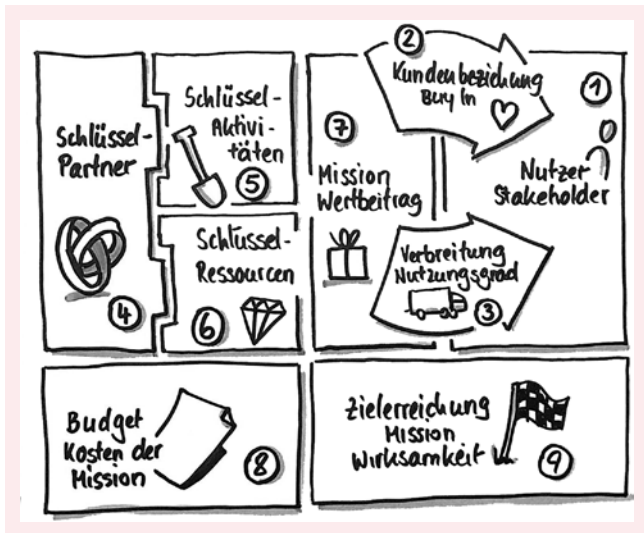 Schlüssel-
Partner
4
Schlüssel-
Aktivi-
täten
5
Schlüssel-
Ressourcen
6
7
Mission
Wertbeitrag
2
Kundenbeziehung
Buy In
Verbreitung
Nutzungsgrad
3
1
Nutzer
Stakeholder
Budget
Kosten der
Mission
8
Zielerreichung
Mission
Wirksamkeit
9